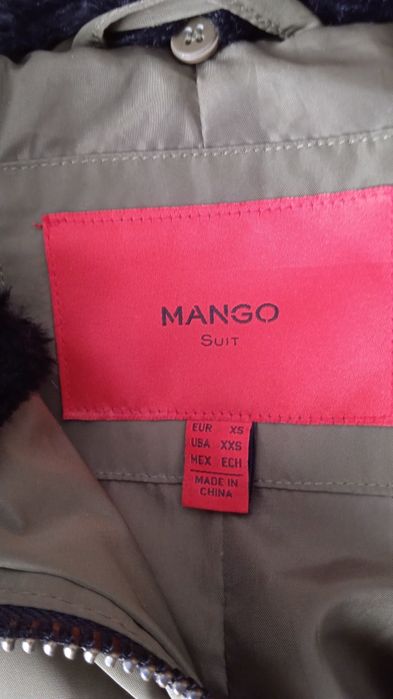 MANGO
SUIT
EUR XS
USA XXS
MEX ECH
MADE IN
CHINA